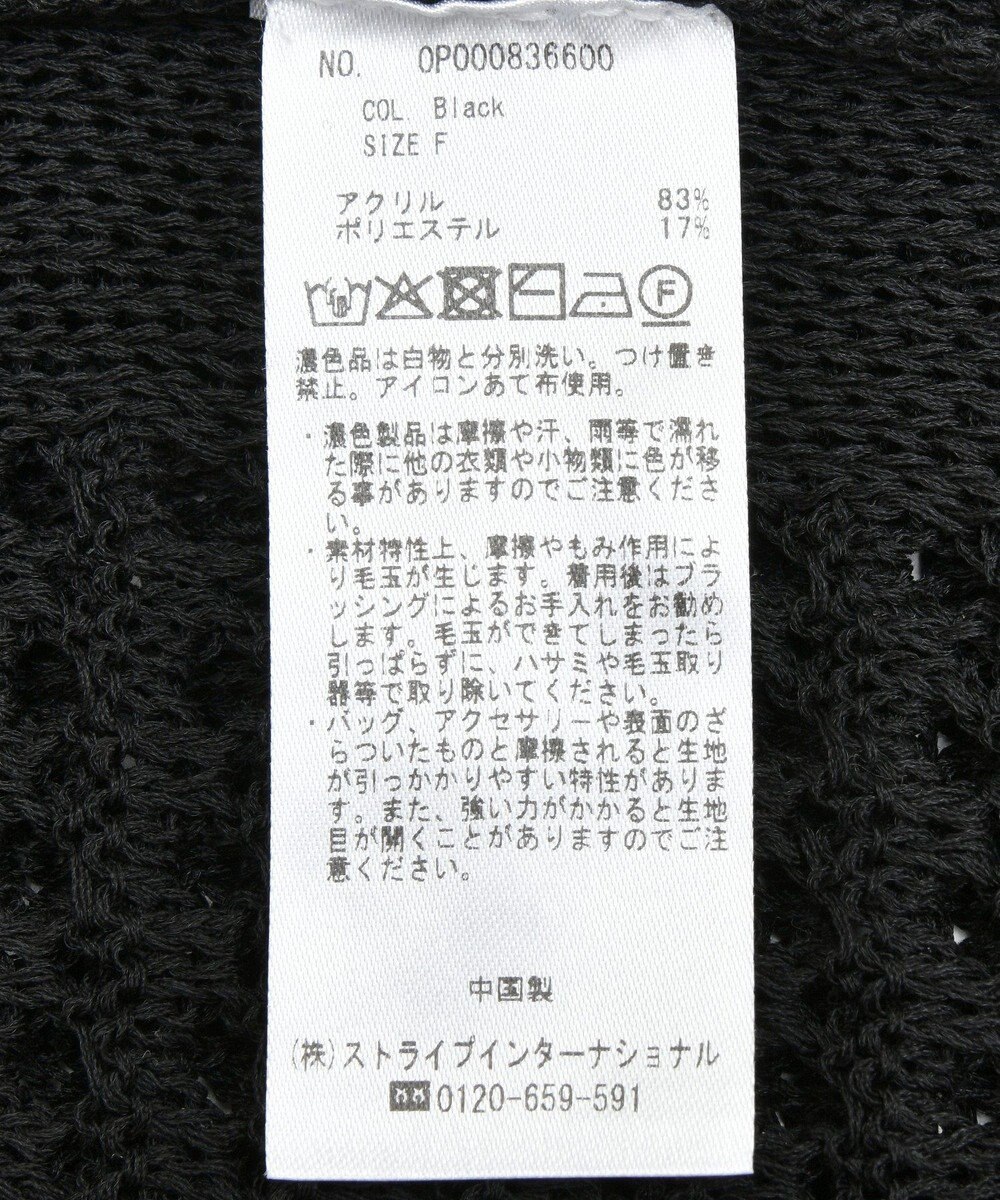 NO. 0P000836600
COL. Black
SIZE F
アクリル 83%
ポリエステル 17%
F
濃色品は白物と分別洗い。つけ置き
禁止。アイロンあて布使用。
・濃色製品は摩擦や汗、雨等で濡れ
た際に他の衣類や小物類に色が移
る事がありますのでご注意くださ
い。
・素材特性上、摩擦やもみ作用によ
り毛玉が生じます。着用後はブラ
ッシングによるお手入れをお勧め
します。毛玉ができてしまったら
引っぱらずに、ハサミや毛玉取り
器等で取り除いてください。
・バッグ、アクセサリーや表面のざ
らついたものと摩擦されると生地
が引っかかりやすい特性がありま
す。また、強い力がかかると生地
目が開くことがありますのでご注
意ください。
中国製
(株)ストライプインターナショナル
0120-659-591